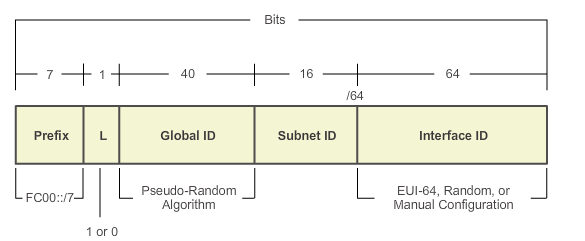 Bits
7 1 40 16 64
/64
Prefix L Global ID Subnet ID Interface ID
FC00::/7 Pseudo-Random Algorithm EUI-64, Random, or Manual Configuration
1 or 0